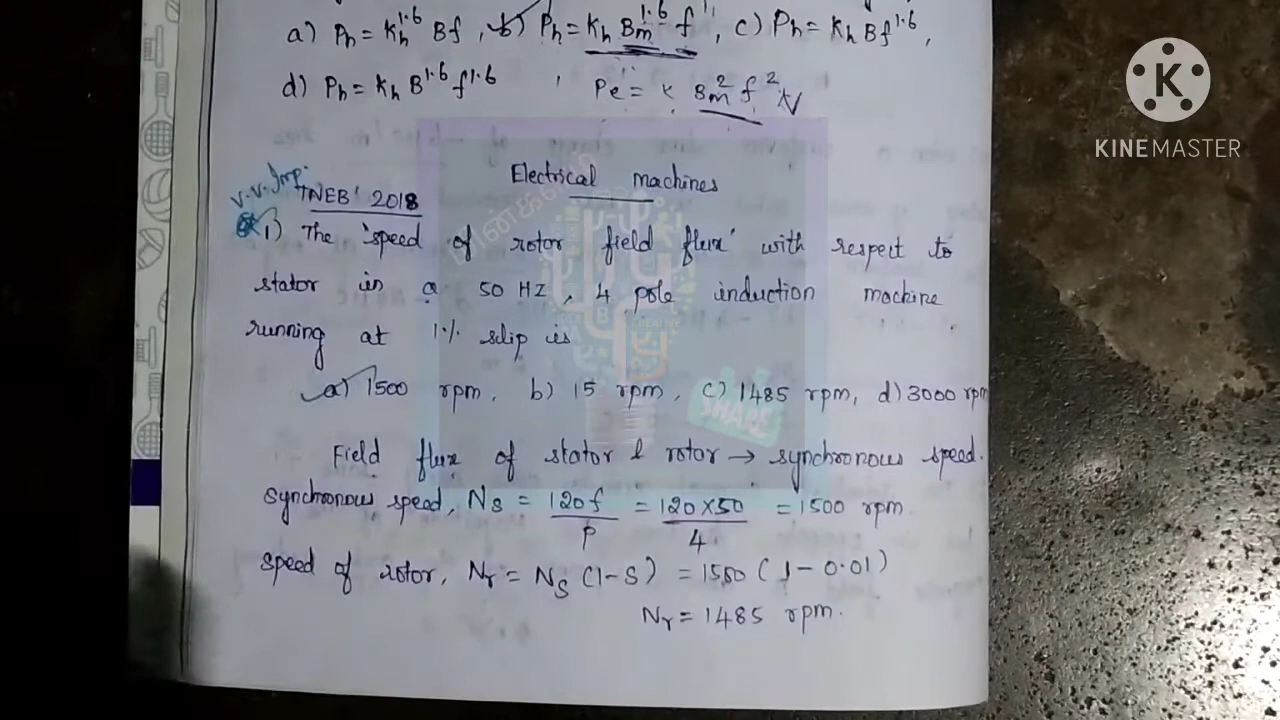 a) Ph = Kh^1.6 Bf, b) Ph = Kh Bm^1.6 f, c) Ph = Kh Bf^1.6,
d) Ph = Kh B^1.6 f^1.6, Pe = K Bm^2 f^2
K
KINEMASTER
Electrical machines
V.V.Imp.
TNEB' 2018
1) The 'speed of rotor field flux' with respect to
stator in a 50 HZ, 4 pole induction machine
running at 1% slip is
a) 1500 rpm, b) 15 rpm, c) 1485 rpm, d) 3000 rpm
SHARE
Field flux of stator & rotor → synchronous speed.
synchronous speed, Ns = 120f/P = 120×50/4 = 1500 rpm
speed of rotor, Nr = Ns (1-S) = 1500 (1-0.01)
Nr = 1485 rpm.